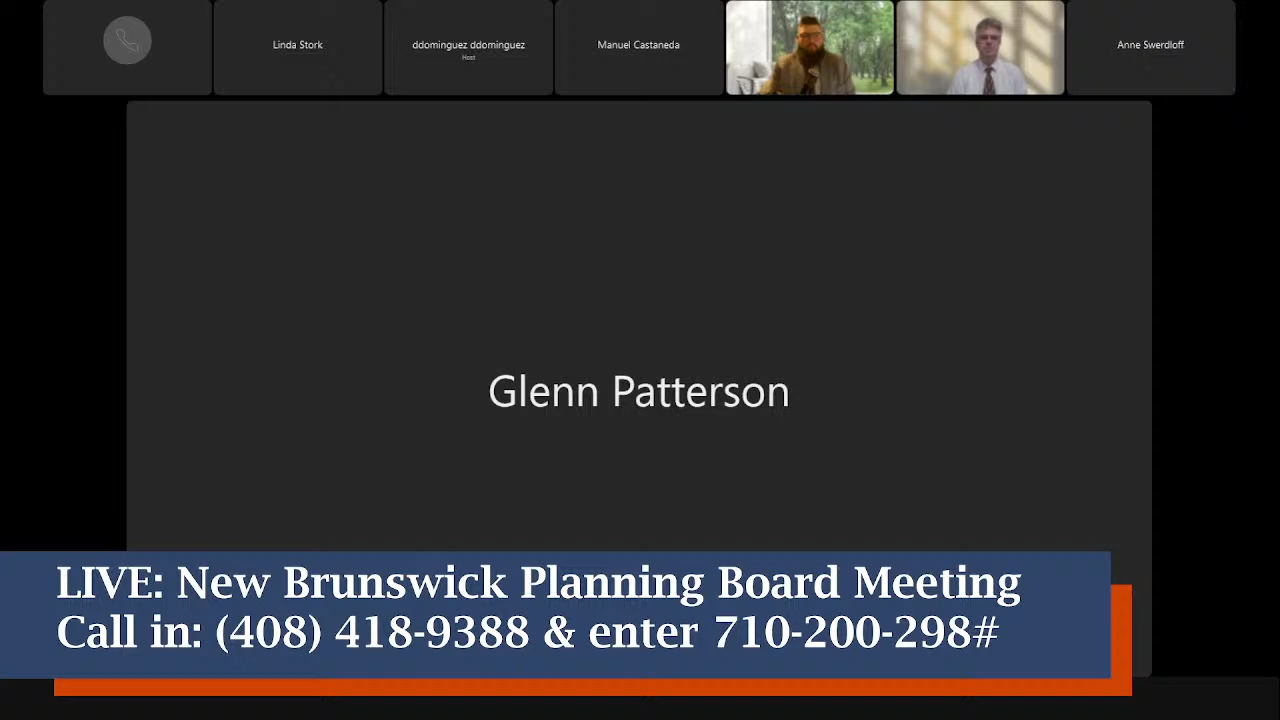 Linda Stork
ddominguez ddominguez
Host
Manuel Castaneda
Anne Swerdloff
Glenn Patterson
LIVE: New Brunswick Planning Board Meeting
Call in: (408) 418-9388 & enter 710-200-298#